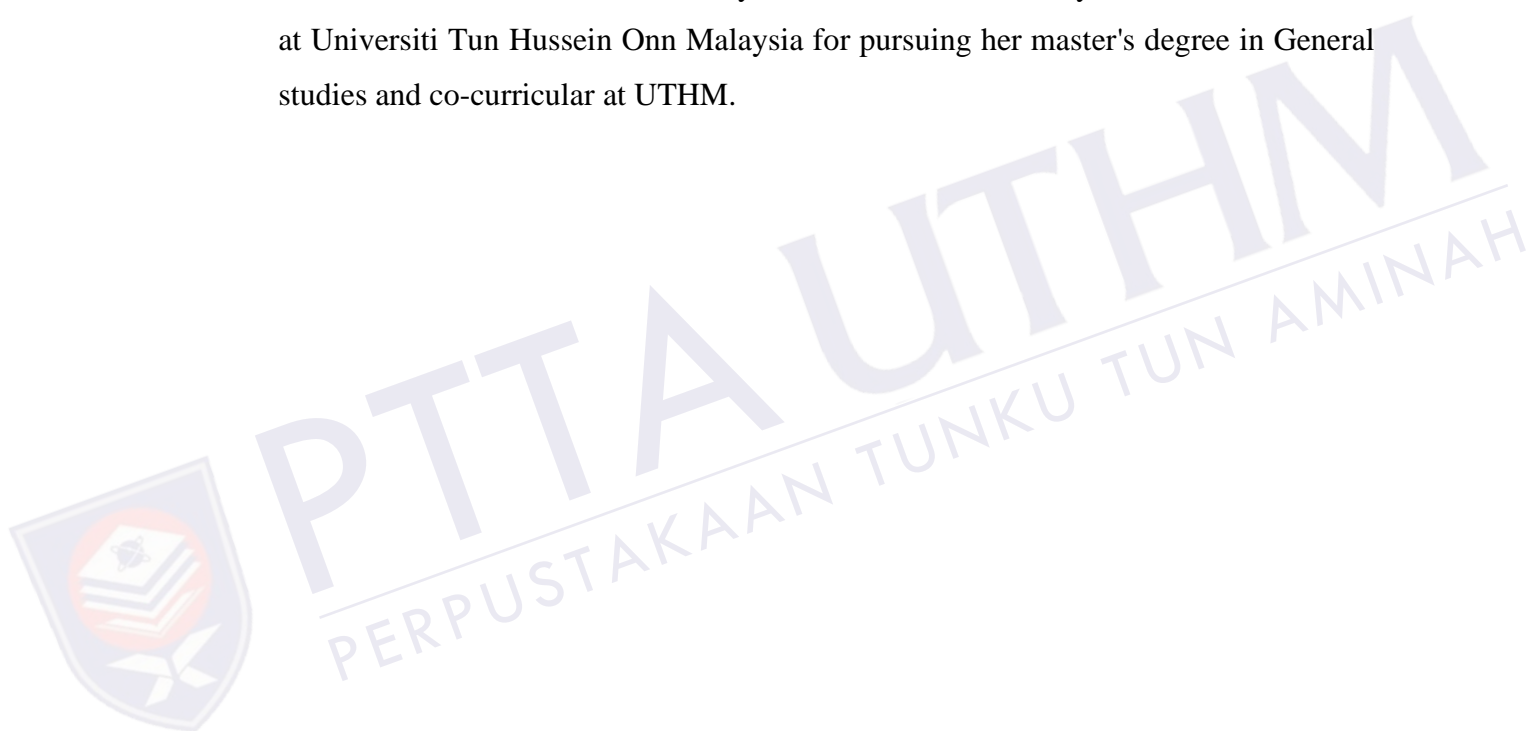 at Universiti Tun Hussein Onn Malaysia for pursuing her master's degree in General
studies and co-curricular at UTHM.
PTTA UTHM
PERPUSTAKAAN TUNKU TUN AMINAH